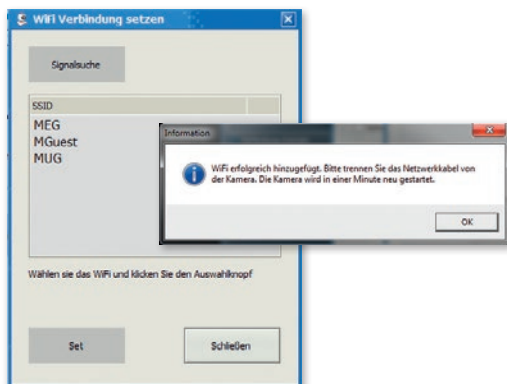 WiFi Verbindung setzen
Signalsuche
SSID
MEG
MGuest
MUG
Wählen sie das WiFi und klicken Sie den Auswahlknopf
Set
Schließen
Information
WiFi erfolgreich hinzugefügt. Bitte trennen Sie das Netzwerkkabel von
der Kamera. Die Kamera wird in einer Minute neu gestartet.
OK